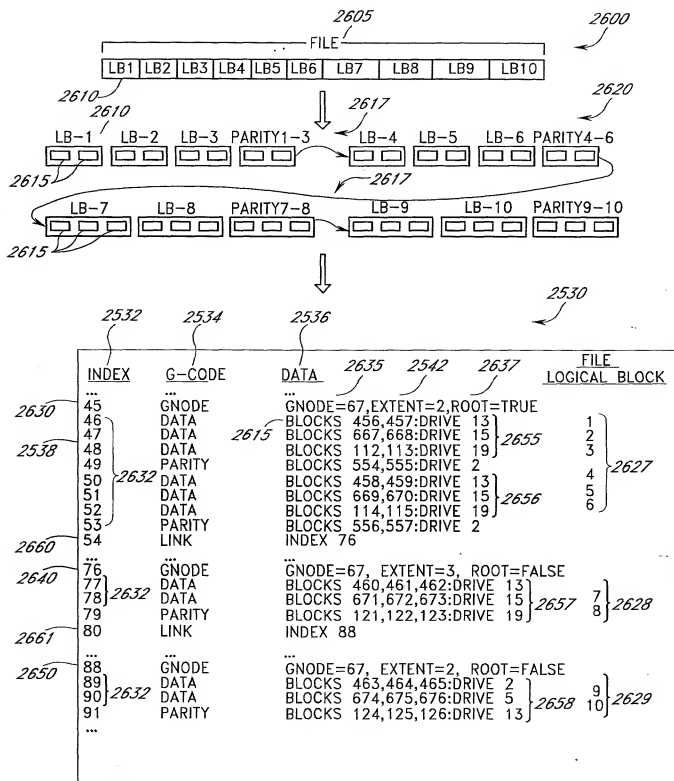 2605
FILE
2600
LB1 LB2 LB3 LB4 LB5 LB6 LB7 LB8 LB9 LB10
2610
2610 2617 2620
LB-1 LB-2 LB-3 PARITY1-3 LB-4 LB-5 LB-6 PARITY4-6
2615
2617
LB-7 LB-8 PARITY7-8 LB-9 LB-10 PARITY9-10
2615
2530
2532 2534 2536
2635 2542 2637
FILE
INDEX G-CODE DATA LOGICAL BLOCK
... ... ...
2630 45 GNODE GNODE=67,EXTENT=2,ROOT=TRUE
46 DATA 2615 BLOCKS 456,457:DRIVE 13 1
2538 47 DATA BLOCKS 667,668:DRIVE 15 2655 2
48 DATA BLOCKS 112,113:DRIVE 19 3
49 2632 PARITY BLOCKS 554,555:DRIVE 2 2627
50 DATA BLOCKS 458,459:DRIVE 13 4
51 DATA BLOCKS 669,670:DRIVE 15 2656 5
52 DATA BLOCKS 114,115:DRIVE 19 6
53 PARITY BLOCKS 556,557:DRIVE 2
2660 54 LINK INDEX 76
... ... ...
2640 76 GNODE GNODE=67, EXTENT=3, ROOT=FALSE
77 DATA BLOCKS 460,461,462:DRIVE 13
78 2632 DATA BLOCKS 671,672,673:DRIVE 15 2657 7 2628
79 PARITY BLOCKS 121,122,123:DRIVE 19 8
2661 80 LINK INDEX 88
... ... ...
2650 88 GNODE GNODE=67, EXTENT=2, ROOT=FALSE
89 DATA BLOCKS 463,464,465:DRIVE 2 9
90 2632 DATA BLOCKS 674,675,676:DRIVE 5 2658 10 2629
91 PARITY BLOCKS 124,125,126:DRIVE 13
...